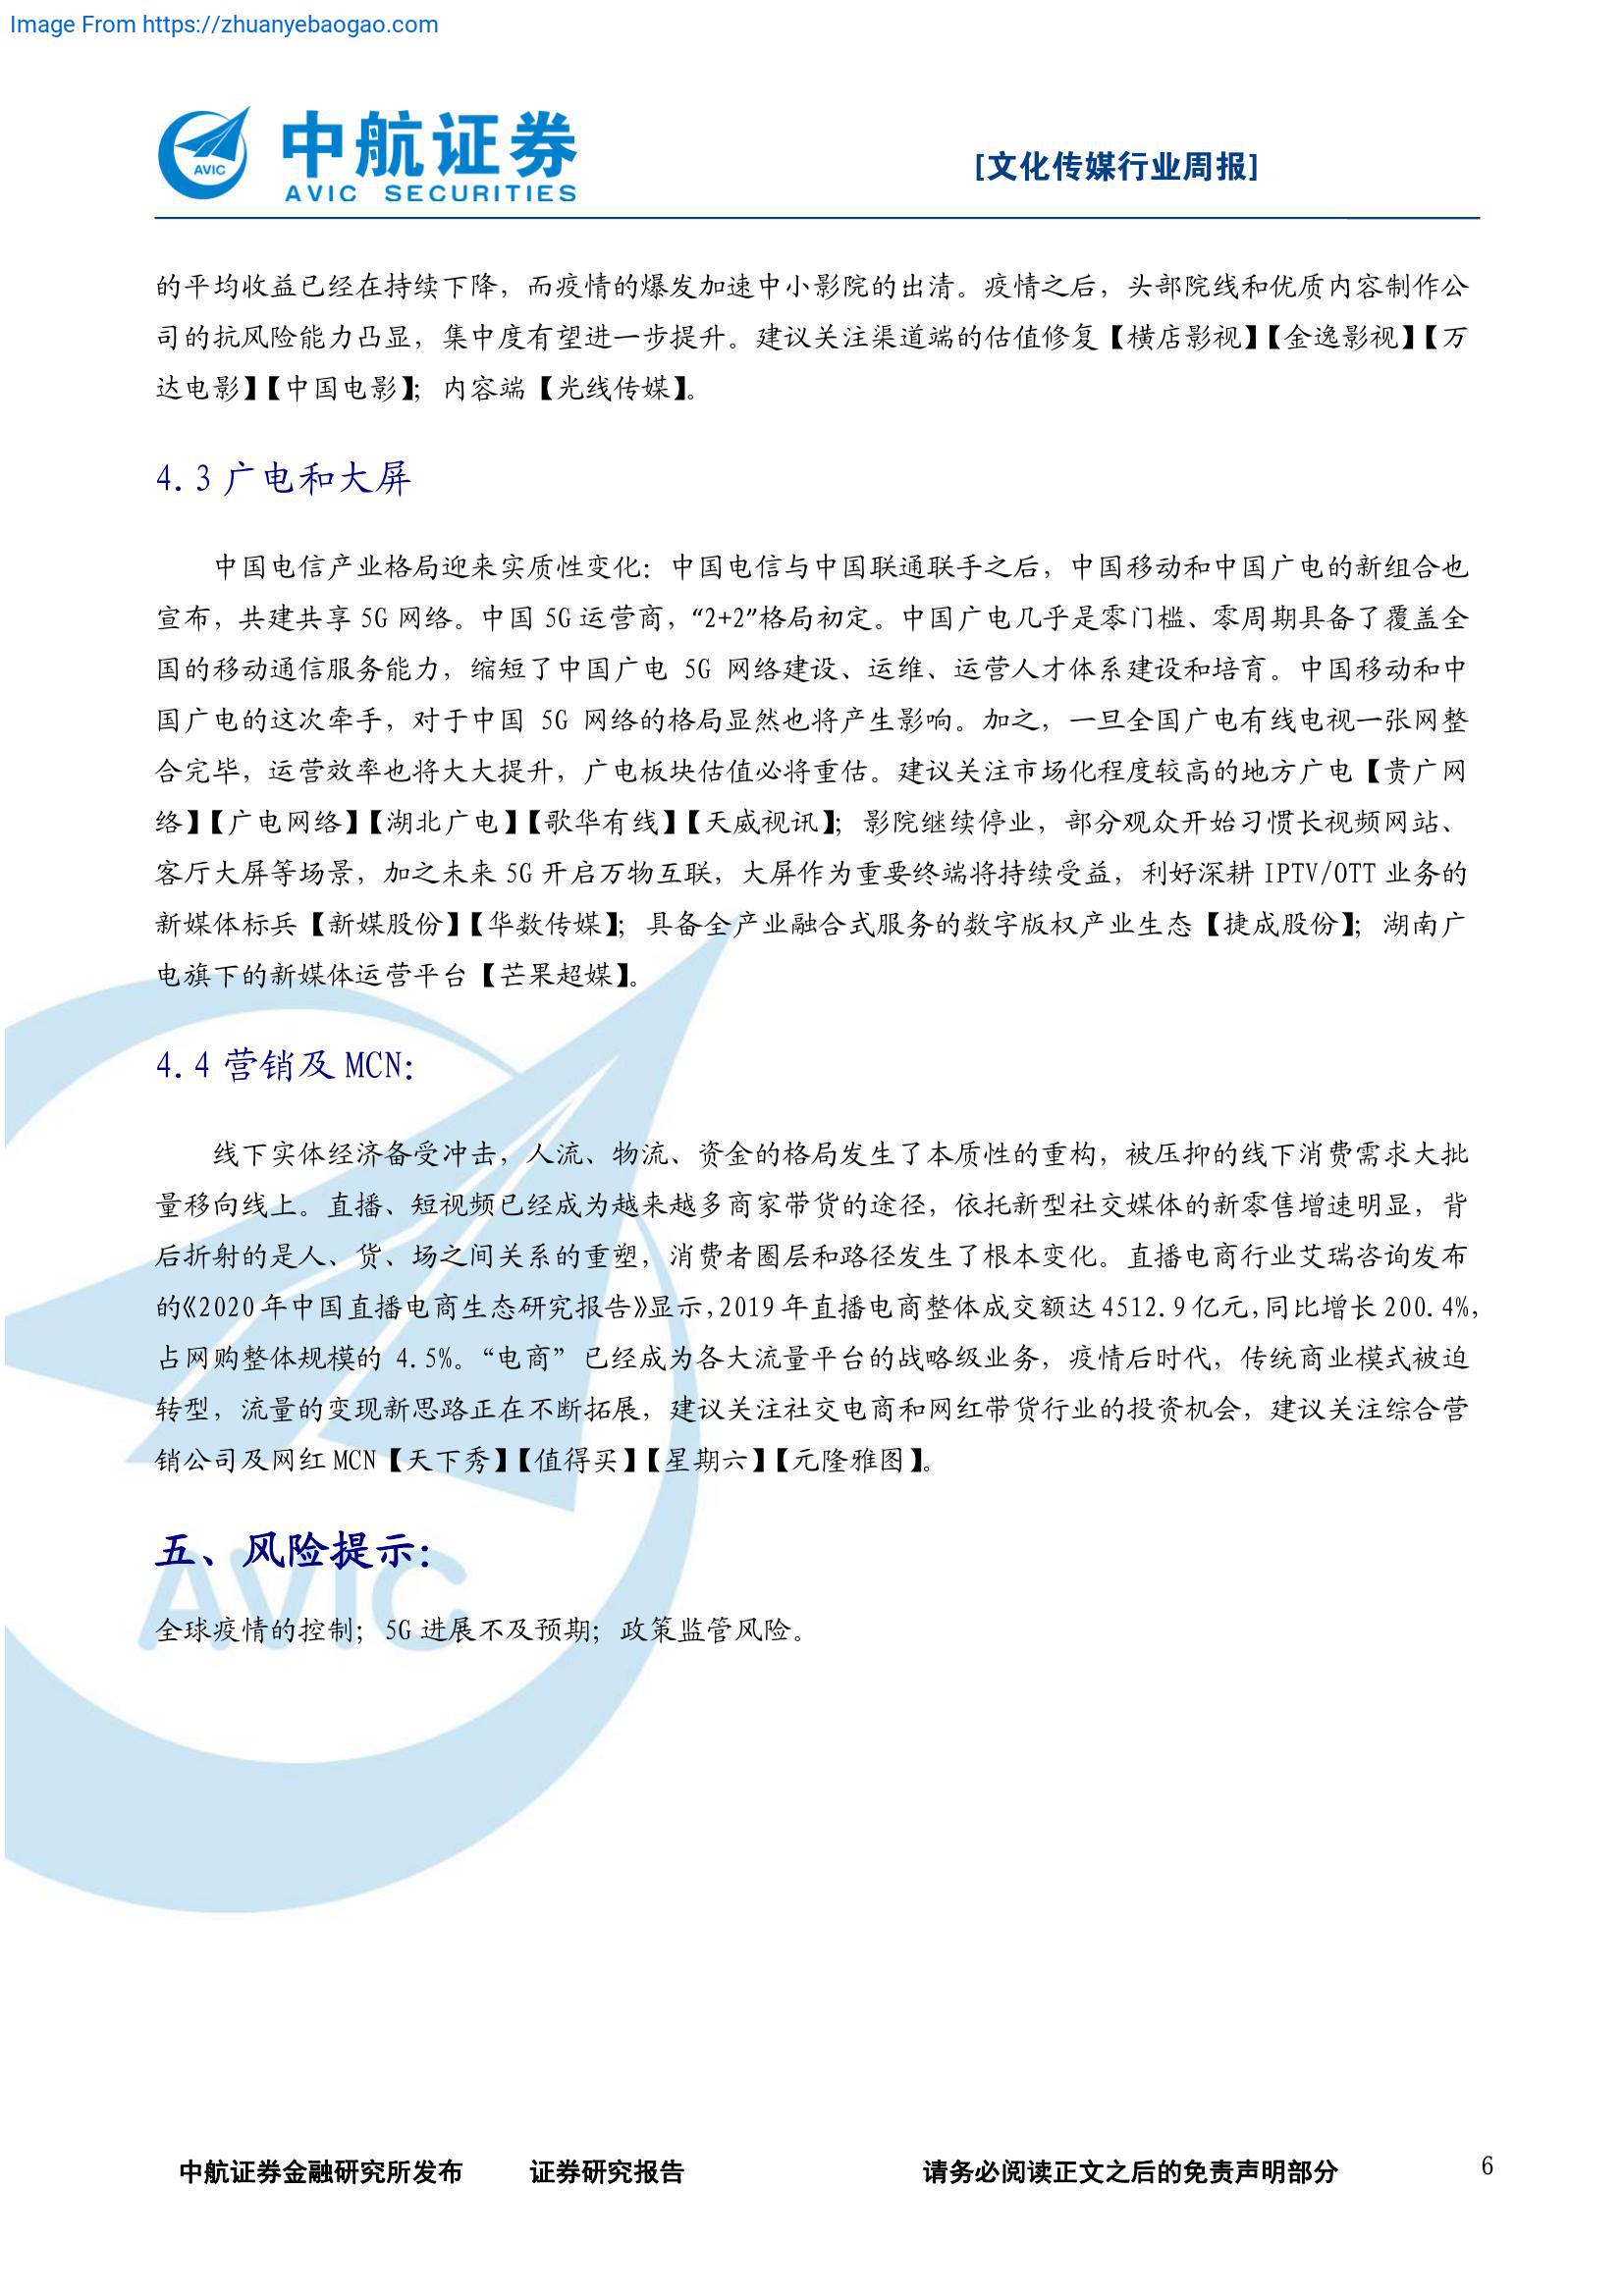 Image From https://zhuanyebaogao.com
AVIC
中航证券
AVIC SECURITIES
[文化传媒行业周报]
的平均收益已经在持续下降，而疫情的爆发加速中小影院的出清。疫情之后，头部院线和优质内容制作公
司的抗风险能力凸显，集中度有望进一步提升。建议关注渠道端的估值修复【横店影视】【金逸影视】【万
达电影】【中国电影】；内容端【光线传媒】。
4.3 广电和大屏
中国电信产业格局迎来实质性变化：中国电信与中国联通联手之后，中国移动和中国广电的新组合也
宣布，共建共享 5G 网络。中国 5G 运营商，“2+2”格局初定。中国广电几乎是零门槛、零周期具备了覆盖全
国的移动通信服务能力，缩短了中国广电 5G 网络建设、运维、运营人才体系建设和培育。中国移动和中
国广电的这次牵手，对于中国 5G 网络的格局显然也将产生影响。加之，一旦全国广电有线电视一张网整
合完毕，运营效率也将大大提升，广电板块估值必将重估。建议关注市场化程度较高的地方广电【贵广网
络】【广电网络】【湖北广电】【歌华有线】【天威视讯】；影院继续停业，部分观众开始习惯长视频网站、
客厅大屏等场景，加之未来 5G 开启万物互联，大屏作为重要终端将持续受益，利好深耕 IPTV/OTT 业务的
新媒体标兵【新媒股份】【华数传媒】；具备全产业融合式服务的数字版权产业生态【捷成股份】；湖南广
电旗下的新媒体运营平台【芒果超媒】。
4.4 营销及 MCN：
线下实体经济备受冲击，人流、物流、资金的格局发生了本质性的重构，被压抑的线下消费需求大批
量移向线上。直播、短视频已经成为越来越多商家带货的途径，依托新型社交媒体的新零售增速明显，背
后折射的是人、货、场之间关系的重塑，消费者圈层和路径发生了根本变化。直播电商行业艾瑞咨询发布
的《2020 年中国直播电商生态研究报告》显示，2019 年直播电商整体成交额达 4512.9 亿元，同比增长 200.4%，
占网购整体规模的 4.5%。“电商” 已经成为各大流量平台的战略级业务，疫情后时代，传统商业模式被迫
转型，流量的变现新思路正在不断拓展，建议关注社交电商和网红带货行业的投资机会，建议关注综合营
销公司及网红 MCN【天下秀】【值得买】【星期六】【元隆雅图】。
五、风险提示：
AVIC
全球疫情的控制；5G 进展不及预期；政策监管风险。
中航证券金融研究所发布 证券研究报告 请务必阅读正文之后的免责声明部分 6